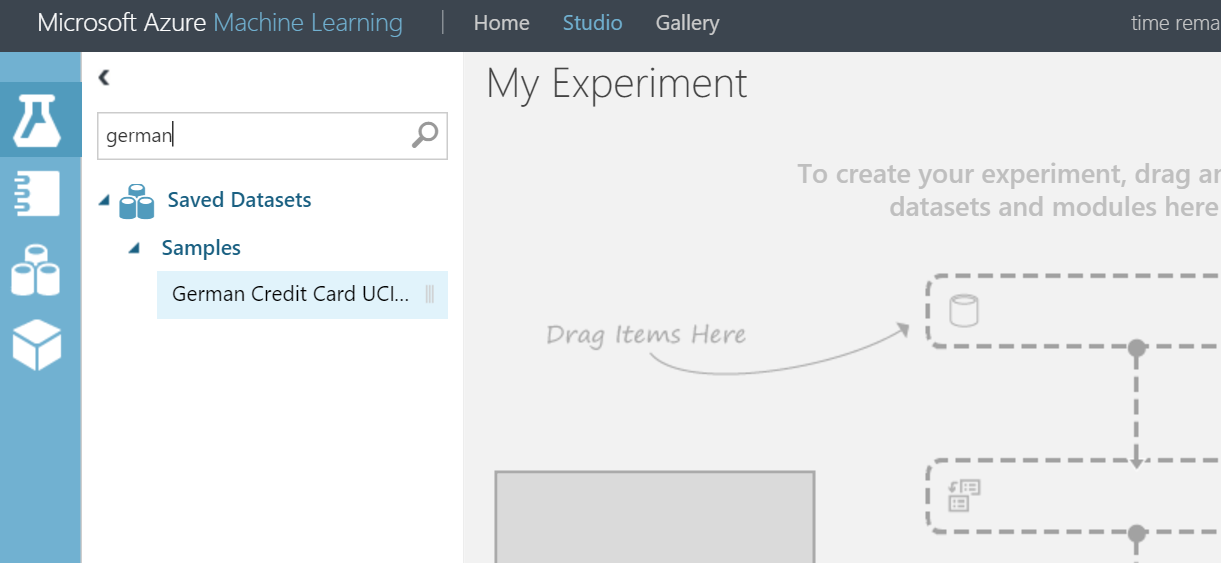 Microsoft Azure Machine Learning | Home Studio Gallery time rema
My Experiment
german
To create your experiment, drag an
datasets and modules here
Saved Datasets
Samples
German Credit Card UCI...
Drag Items Here